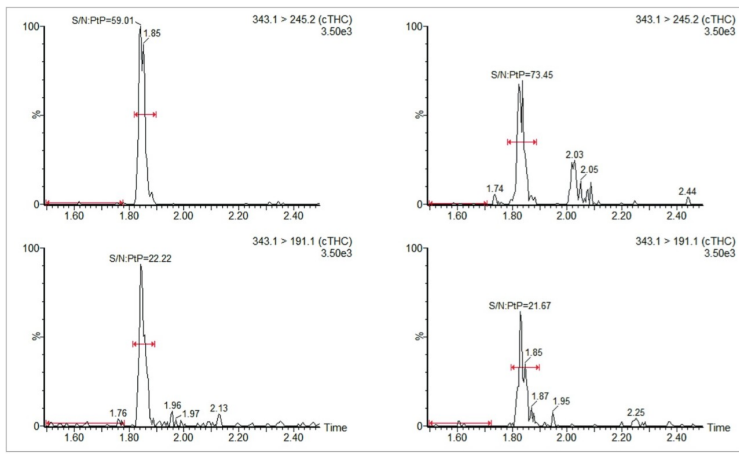 343.1 > 245.2 (cTHC)
3.50e3
S/N:PtP=59.01
1.85
100
%
0
1.60 1.80 2.00 2.20 2.40
343.1 > 245.2 (cTHC)
3.50e3
S/N:PtP=73.45
100
%
2.03
2.05
1.74
2.44
0
1.60 1.80 2.00 2.20 2.40
343.1 > 191.1 (cTHC)
3.50e3
S/N:PtP=22.22
100
%
1.76
1.96
1.97
2.13
0
1.60 1.80 2.00 2.20 2.40 Time
343.1 > 191.1 (cTHC)
3.50e3
S/N:PtP=21.67
100
%
1.85
1.87
1.95
2.25
0
1.60 1.80 2.00 2.20 2.40 Time